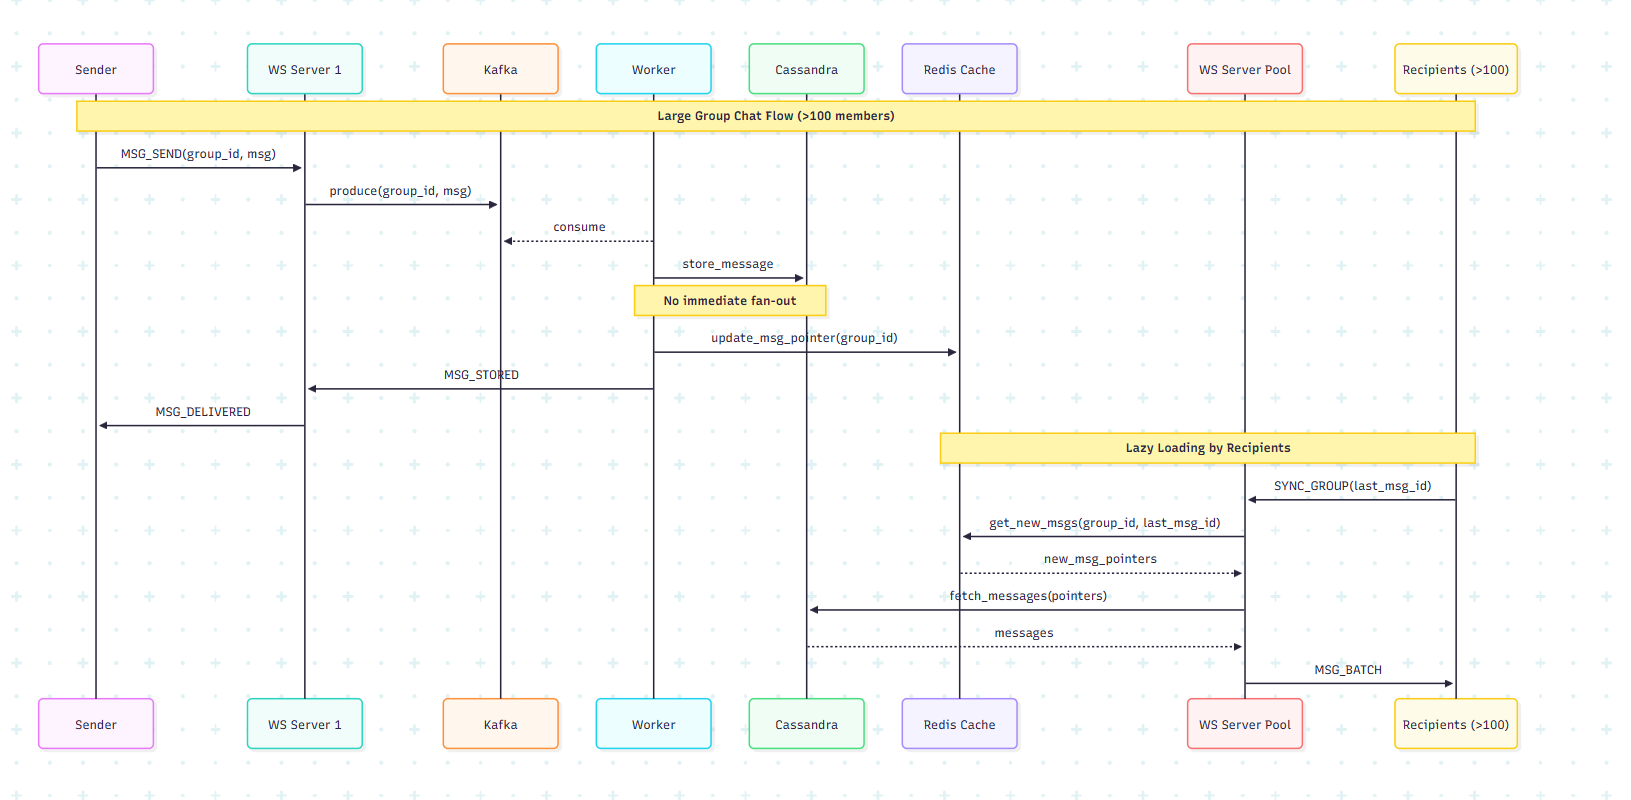 Sender
WS Server 1
Kafka
Worker
Cassandra
Redis Cache
WS Server Pool
Recipients (>100)
Large Group Chat Flow (>100 members)
MSG_SEND(group_id, msg)
produce(group_id, msg)
consume
store_message
No immediate fan-out
update_msg_pointer(group_id)
MSG_STORED
MSG_DELIVERED
Lazy Loading by Recipients
SYNC_GROUP(last_msg_id)
get_new_msgs(group_id, last_msg_id)
new_msg_pointers
fetch_messages(pointers)
messages
MSG_BATCH
Sender
WS Server 1
Kafka
Worker
Cassandra
Redis Cache
WS Server Pool
Recipients (>100)